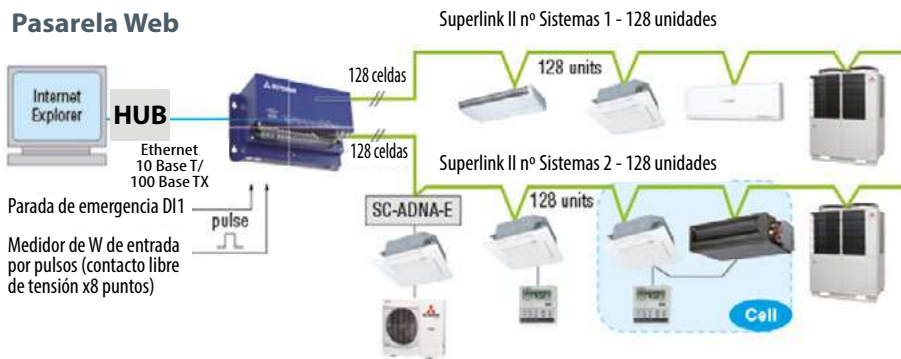 Pasarela Web
Superlink II nº Sistemas 1 - 128 unidades
128 celdas
128 units
Internet
Explorer
HUB
Ethernet
10 Base T/
100 Base TX
128 celdas
Superlink II nº Sistemas 2 - 128 unidades
Parada de emergencia DI1
pulse
SC-ADNA-E
128 units
Medidor de W de entrada
por pulsos (contacto libre
de tensión x8 puntos)
Cell